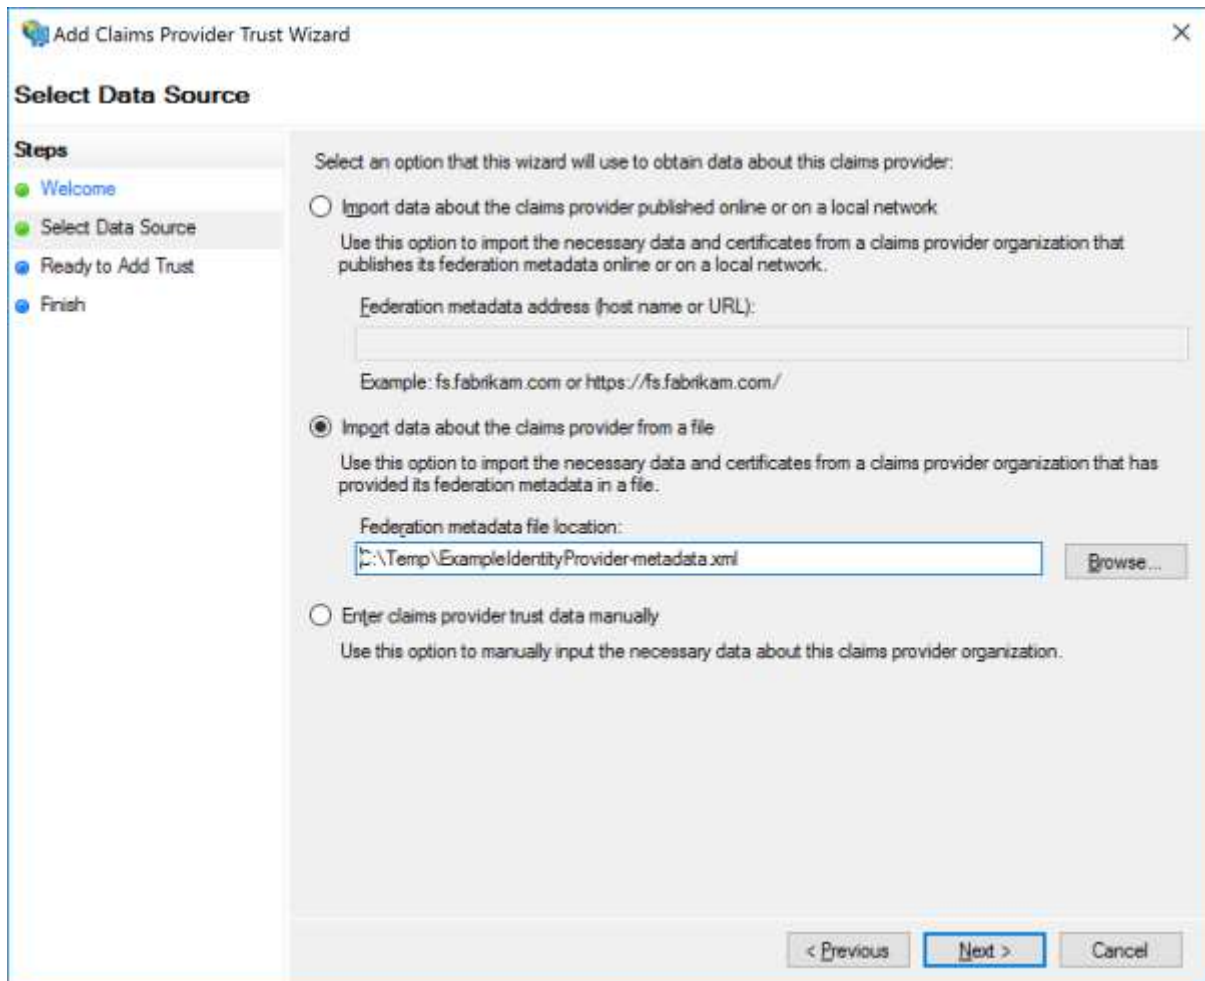 Add Claims Provider Trust Wizard
Select Data Source
Steps
Welcome
Select Data Source
Ready to Add Trust
Finish
Select an option that this wizard will use to obtain data about this claims provider:
Import data about the claims provider published online or on a local network
Use this option to import the necessary data and certificates from a claims provider organization that
publishes its federation metadata online or on a local network.
Federation metadata address (host name or URL):
Example: fs.fabrikam.com or https://fs.fabrikam.com/
Import data about the claims provider from a file
Use this option to import the necessary data and certificates from a claims provider organization that has
provided its federation metadata in a file.
Federation metadata file location:
C:\Temp\ExampleIdentityProvider-metadata.xml
Browse...
Enter claims provider trust data manually
Use this option to manually input the necessary data about this claims provider organization.
< Previous
Next >
Cancel